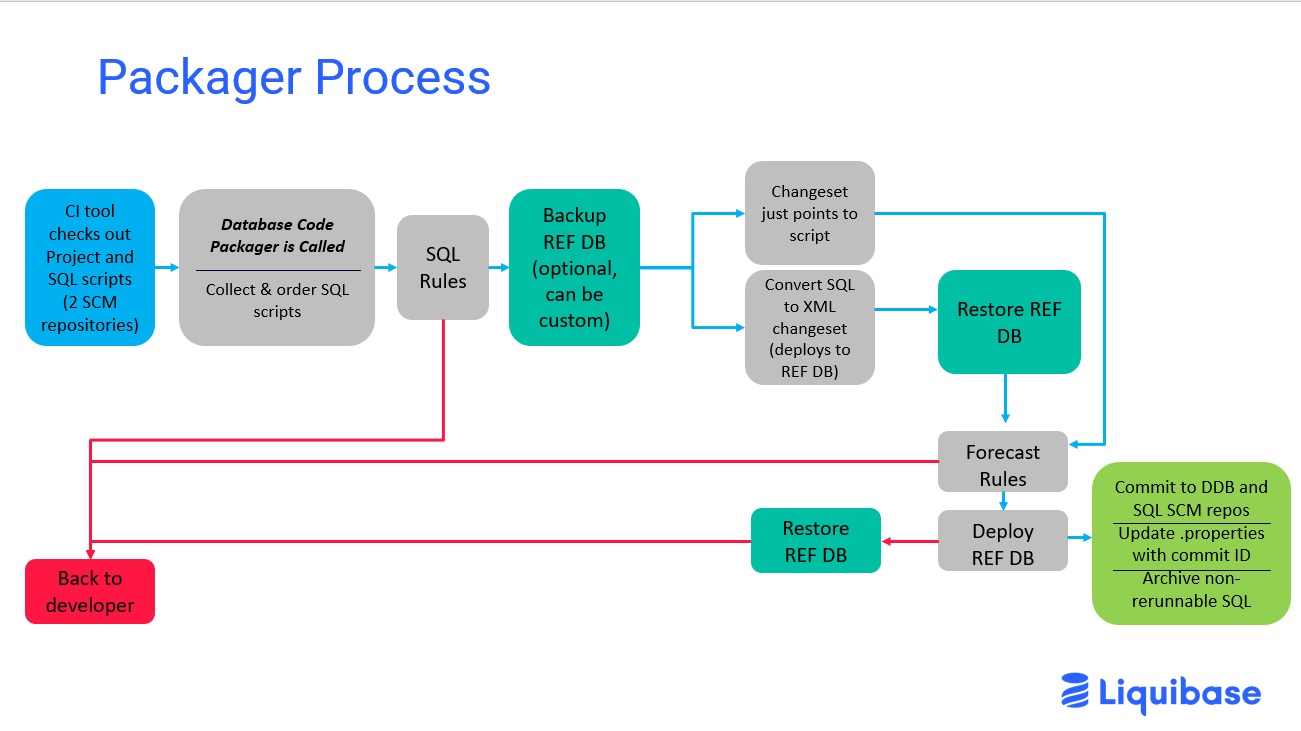 Packager Process
CI tool
checks out
Project and
SQL scripts
(2 SCM
repositories)
Database Code
Packager is Called
Collect & order SQL
scripts
SQL
Rules
Backup
REF DB
(optional,
can be
custom)
Changeset
just points to
script
Convert SQL
to XML
changeset
(deploys to
REF DB)
Restore REF
DB
Forecast
Rules
Deploy
REF DB
Restore
REF DB
Back to
developer
Commit to DDB and
SQL SCM repos
Update .properties
with commit ID
Archive non-
rerunnable SQL
Liquibase